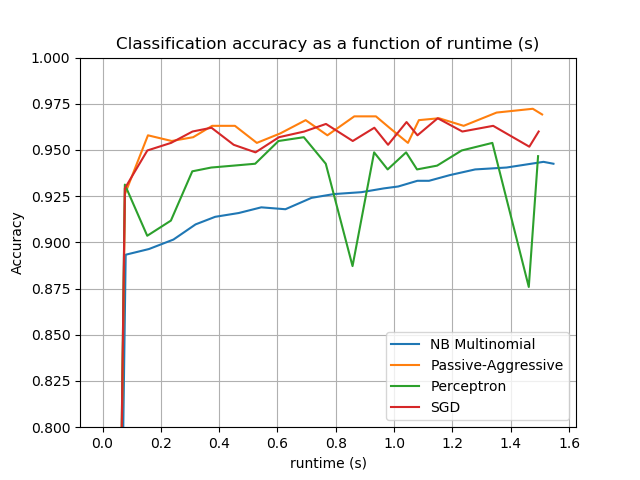 Classification accuracy as a function of runtime (s)
1.000
0.975
0.950
0.925
0.900
0.875
0.850
0.825
0.800
Accuracy
NB Multinomial
Passive-Aggressive
Perceptron
SGD
0.0 0.2 0.4 0.6 0.8 1.0 1.2 1.4 1.6
runtime (s)